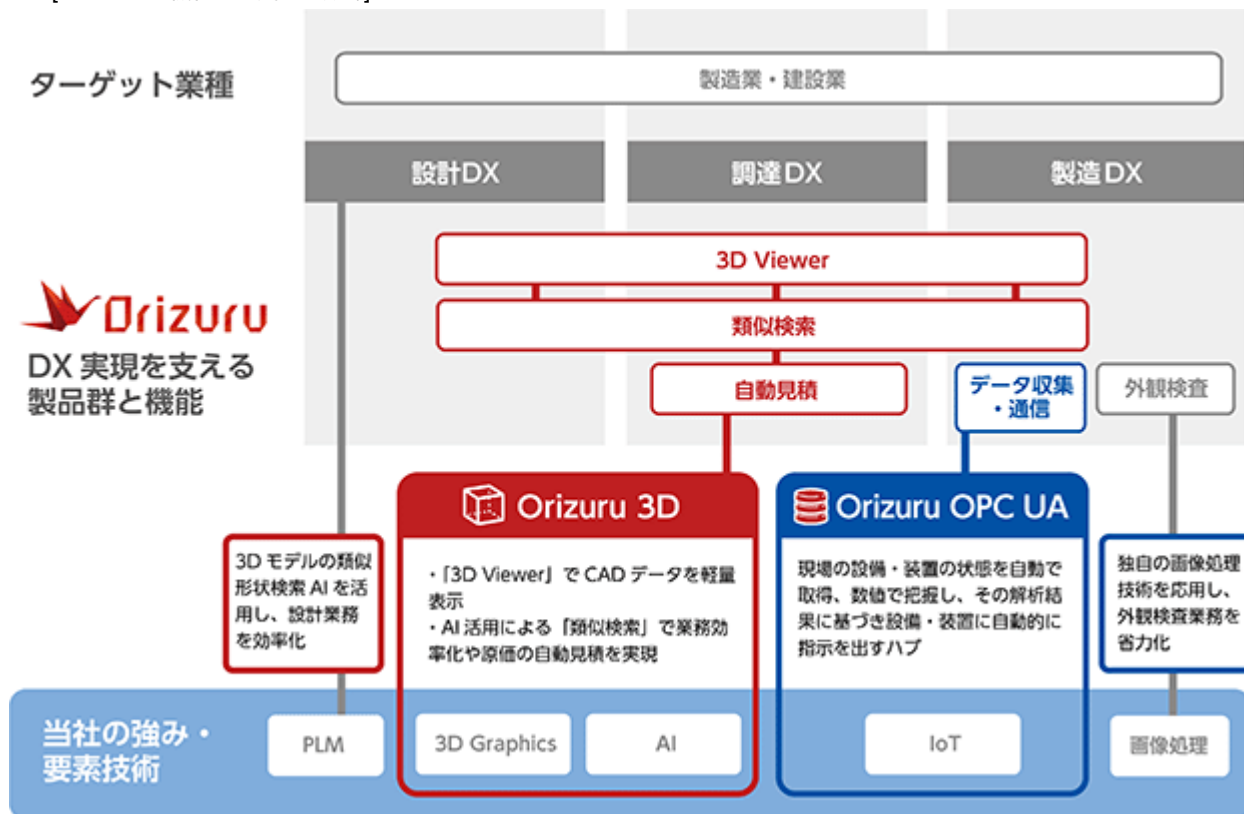 ターゲット業種
製造業・建設業
設計DX
調達DX
製造DX
3D Viewer
類似検索
Orizuru
DX 実現を支える
製品群と機能
自動見積
データ収集
・通信
外観検査
Orizuru 3D
Orizuru OPC UA
3D モデルの類似
形状検索 AI を活
用し、設計業務
を効率化
・「3D Viewer」で CAD データを軽量
表示
・AI 活用による「類似検索」で業務効
率化や原価の自動見積を実現
現場の設備・装置の状態を自動で
取得、数値で把握し、その解析結
果に基づき設備・装置に自動的に
指示を出すハブ
独自の画像処理
技術を応用し、
外観検査業務を
省力化
当社の強み・
要素技術
PLM
3D Graphics
AI
IoT
画像処理